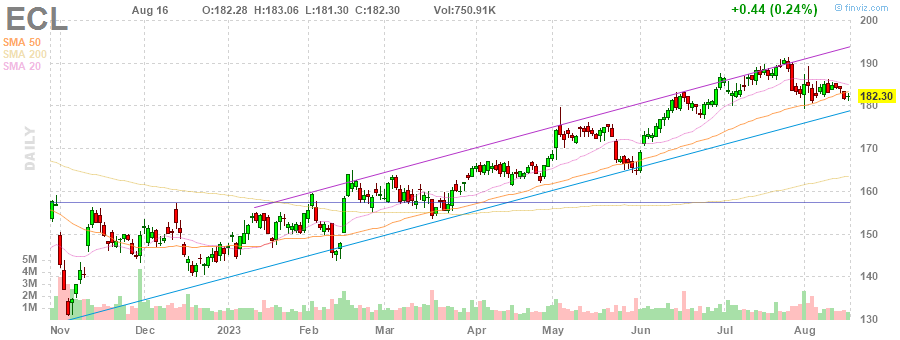 ECL Aug 16 O:182.28 H:183.06 L:181.30 C:182.30 Vol:750.91K +0.44 (0.24%) © finviz.com
SMA 50
SMA 200
SMA 20
DAILY
200
190
182.30
180
170
160
150
140
130
5M
4M
3M
2M
1M
Nov Dec 2023 Feb Mar Apr May Jun Jul Aug